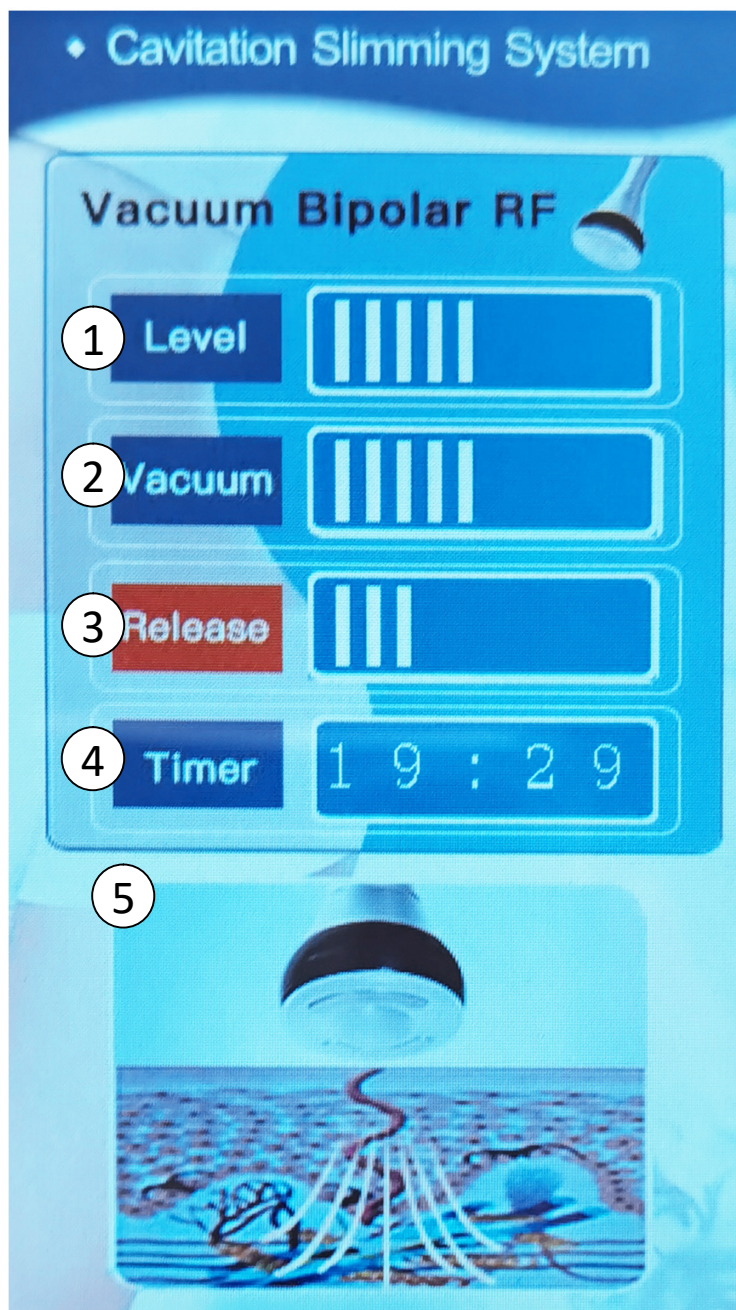 Cavitation Slimming System
Vacuum Bipolar RF
1 Level
2 Vacuum
3 Release
4 Timer 19:29
5